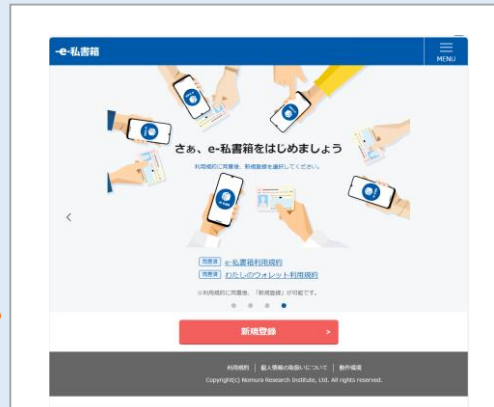 -e-私書箱
MENU
さぁ、e-私書箱をはじめましょう
利用規約に同意後、新規登録を選択してください。
同意済 e-私書箱利用規約
同意済 わたしのウォレット利用規約
※利用規約に同意後、「新規登録」が可能です。
新規登録 >
利用規約 | 個人情報の取扱いについて | 動作環境
Copyright(c) Nomura Research Institute, Ltd. All rights reserved.